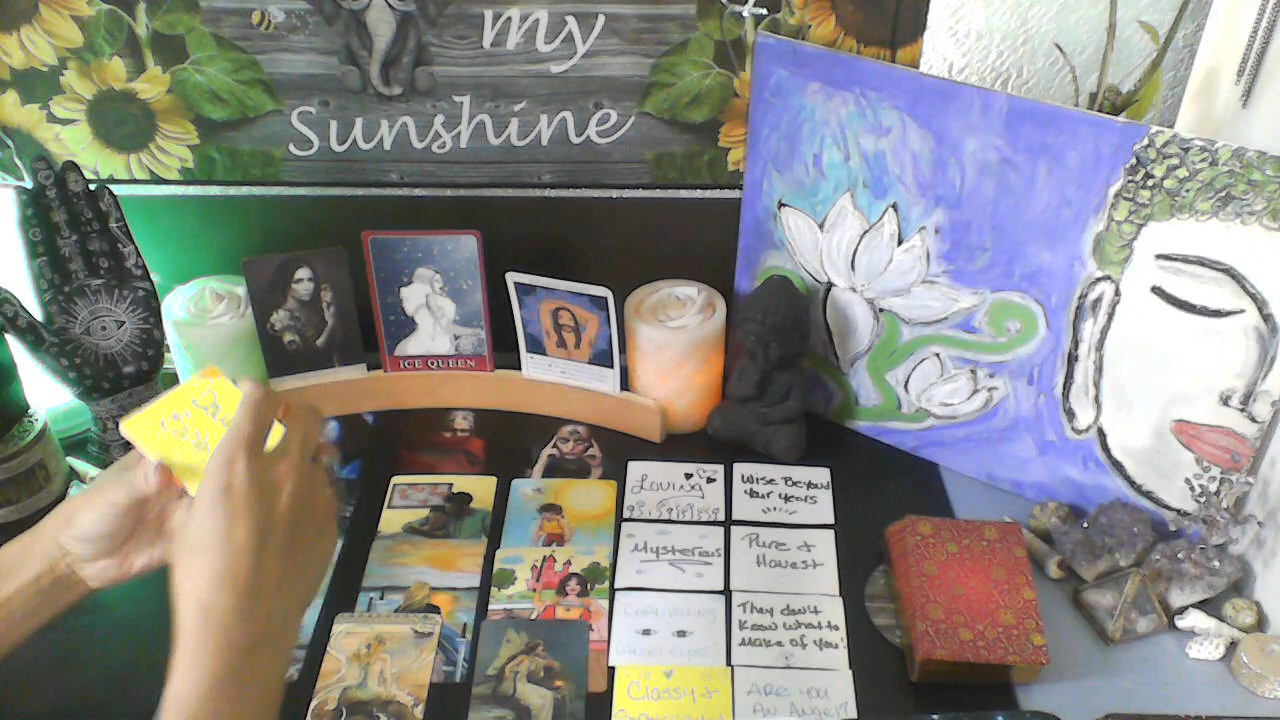 my
Sunshine
ICE QUEEN
Loving
Wise Beyond
Your years
Mysterious
Pure &
Honest
Captivating
They don't
Know what to
Make of you!
Classy &
ARE YOU
AN ANGEL?